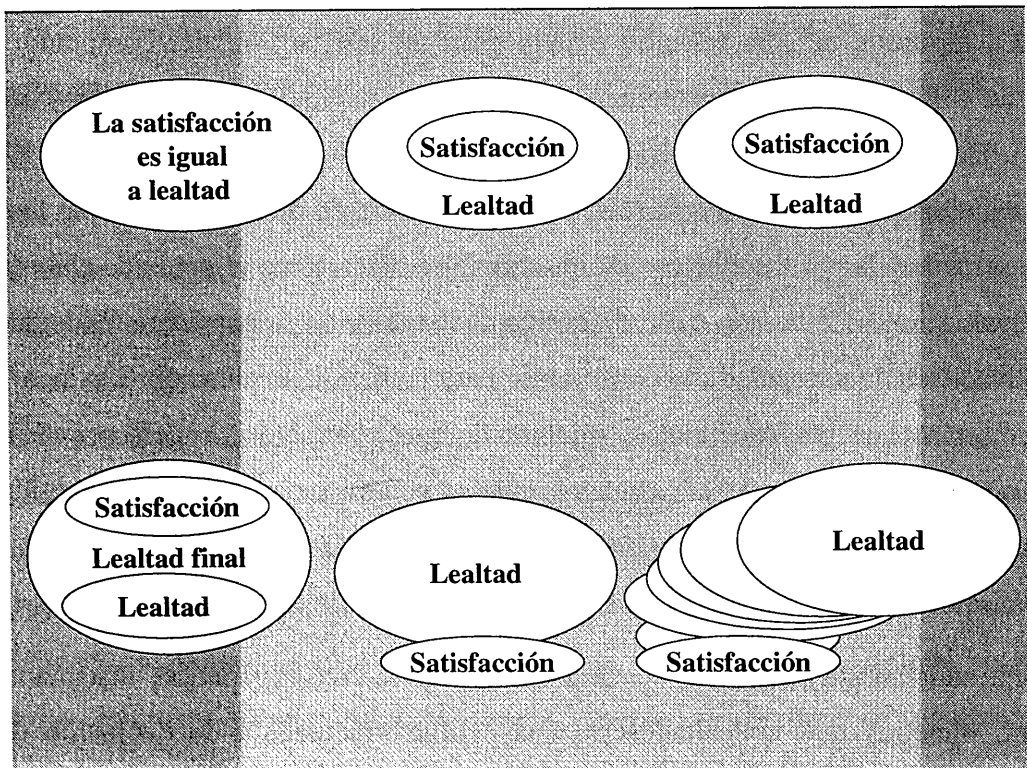 La satisfacción
es igual
a lealtad
Satisfacción
Lealtad
Satisfacción
Lealtad
Satisfacción
Lealtad final
Lealtad
Lealtad
Satisfacción
Lealtad
Satisfacción